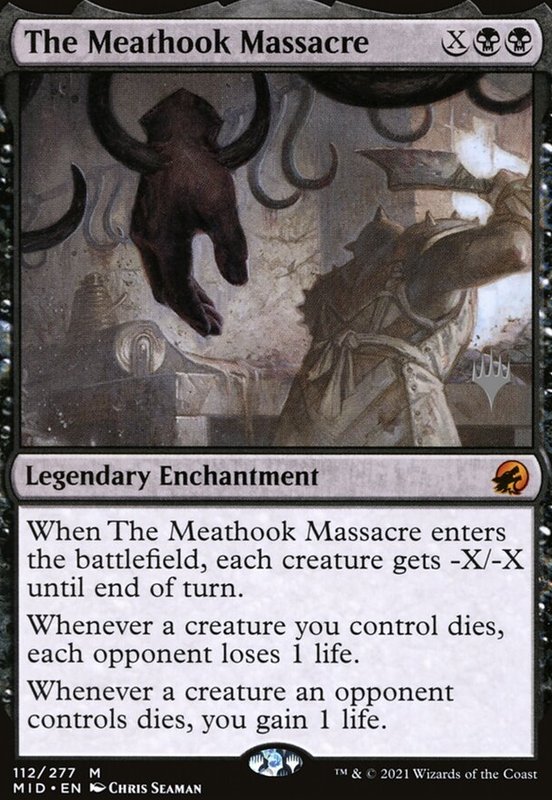 The Meathook Massacre X
Legendary Enchantment
When The Meathook Massacre enters
the battlefield, each creature gets -X/-X
until end of turn.
Whenever a creature you control dies,
each opponent loses 1 life.
Whenever a creature an opponent
controls dies, you gain 1 life.
112/277 M
MID • EN Chris Seaman
™ & © 2021 Wizards of the Coast